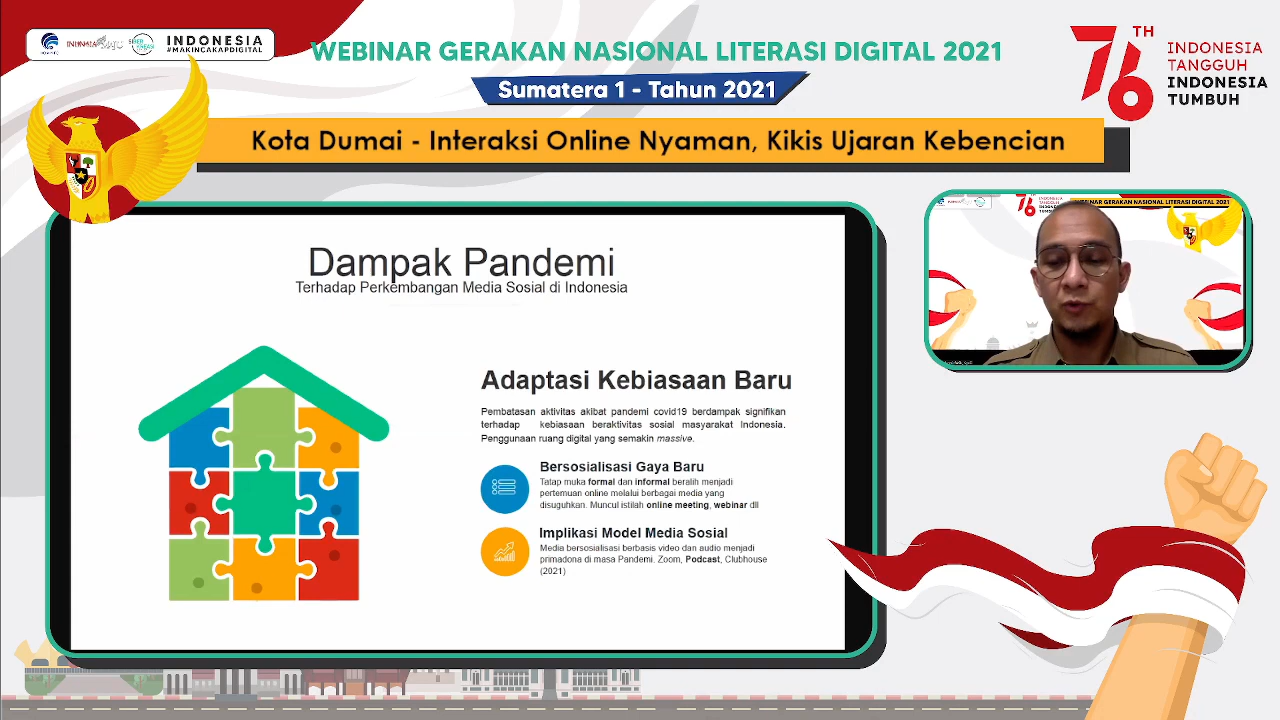 KOMINFO
INDONESIA
#MAKINCAKAPDIGITAL
WEBINAR GERAKAN NASIONAL LITERASI DIGITAL 2021
Sumatera 1 - Tahun 2021
Kota Dumai - Interaksi Online Nyaman, Kikis Ujaran Kebencian
76TH
INDONESIA
TANGGUH
INDONESIA
TUMBUH
WEBINAR GERAKAN NASIONAL LITERASI DIGITAL 2021
Dampak Pandemi
Terhadap Perkembangan Media Sosial di Indonesia
Adaptasi Kebiasaan Baru
Pembatasan aktivitas akibat pandemi covid19 berdampak signifikan
terhadap kebiasaan beraktivitas sosial masyarakat Indonesia.
Penggunaan ruang digital yang semakin massive.
Bersosialisasi Gaya Baru
Tatap muka formal dan informal beralih menjadi
pertemuan online melalui berbagai media yang
disuguhkan. Muncul istilah online meeting, webinar dll
Implikasi Model Media Sosial
Media bersosialisasi berbasis video dan audio menjadi
primadona di masa Pandemi. Zoom, Podcast, Clubhouse
(2021)